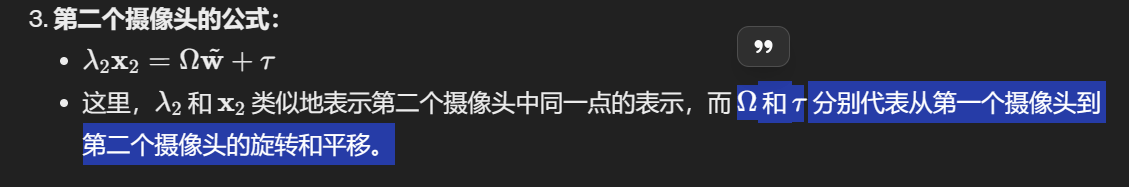 3. 第二个摄像头的公式：
• λ₂x₂ = Ωw̃ + τ
• 这里，λ₂ 和 x₂ 类似地表示第二个摄像头中同一点的表示，而 Ω 和 τ 分别代表从第一个摄像头到
第二个摄像头的旋转和平移。